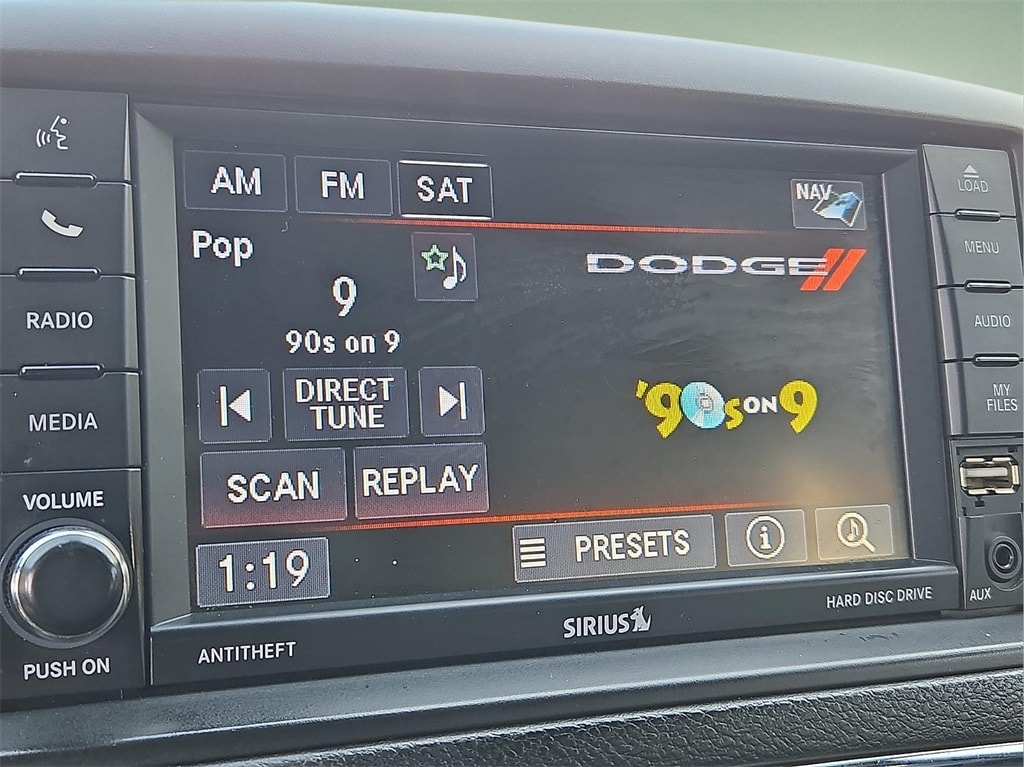 AM FM SAT NAV
Pop
DODGE
9
90s on 9
DIRECT
TUNE
'90s ON 9
SCAN REPLAY
1:19 PRESETS
RADIO
MEDIA
VOLUME
PUSH ON
LOAD
MENU
AUDIO
MY
FILES
AUX
ANTITHEFT SIRIUS HARD DISC DRIVE